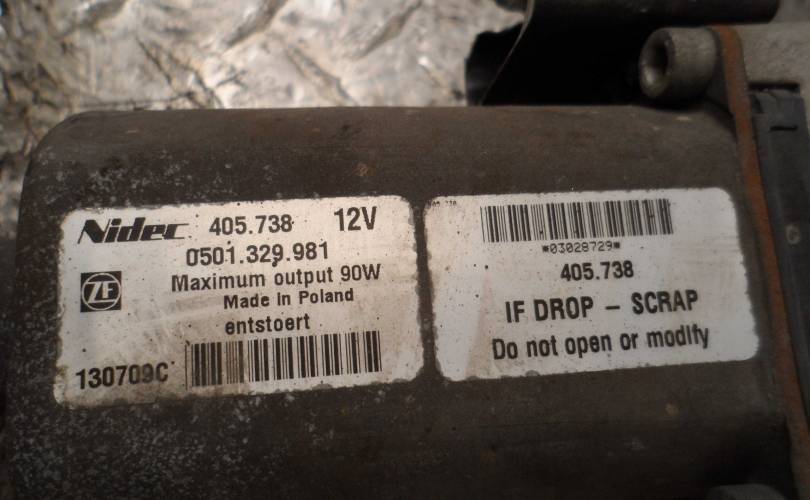 Nidec 405.738 12V
0501.329.981
ZF Maximum output 90W
Made in Poland
entstoert
130709C
*03028729*
405.738
IF DROP - SCRAP
Do not open or modify